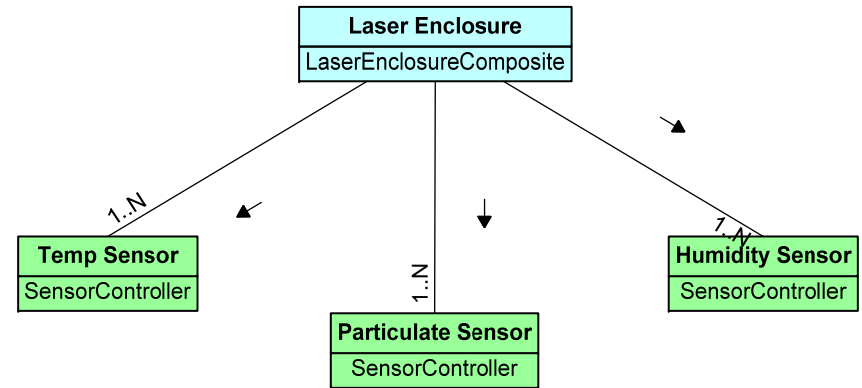 Laser Enclosure
LaserEnclosureComposite
1..N
1..N
1..N
Temp Sensor
SensorController
Humidity Sensor
SensorController
Particulate Sensor
SensorController